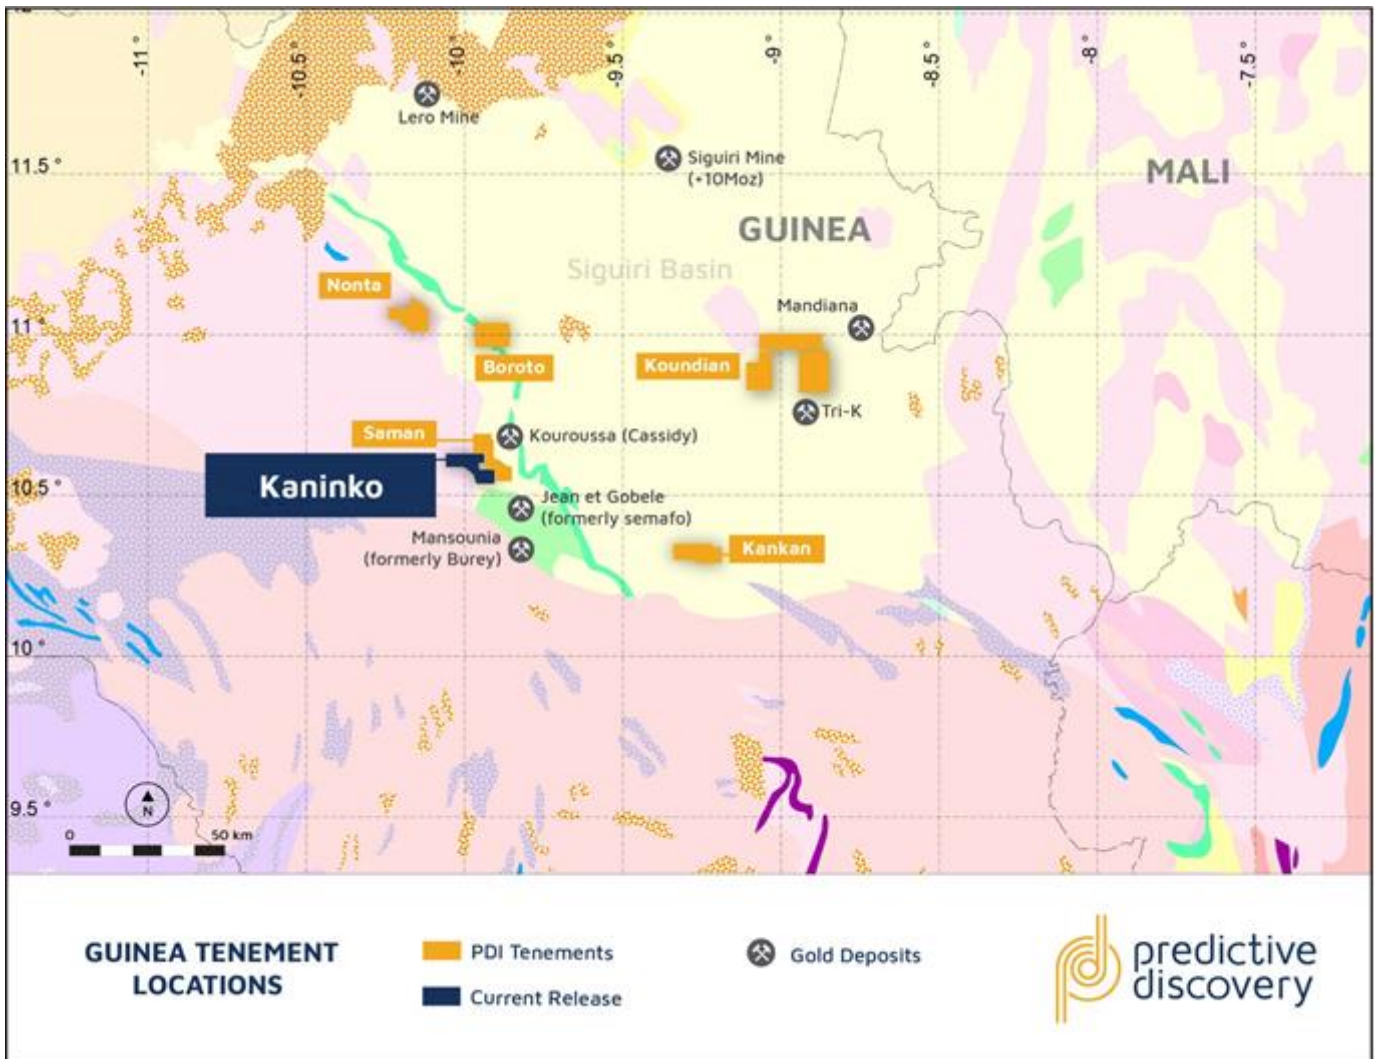 12
-11 °
-10.5 °
-10 °
-9.5 °
-9 °
-8.5 °
-8 °
-7.5 °
Lero Mine
11.5 °
Siguiri Mine
(+10Moz)
MALI
GUINEA
Siguiri Basin
Nonta
Mandiana
11 °
Boroto
Koundian
Tri-K
Saman
Kouroussa (Cassidy)
Kaninko
10.5 °
Jean et Gobele
(formerly semafo)
Mansounia
(formerly Burey)
Kankan
10 °
9.5 °
N
0
50 km
GUINEA TENEMENT
LOCATIONS
PDI Tenements
Current Release
Gold Deposits
predictive
discovery